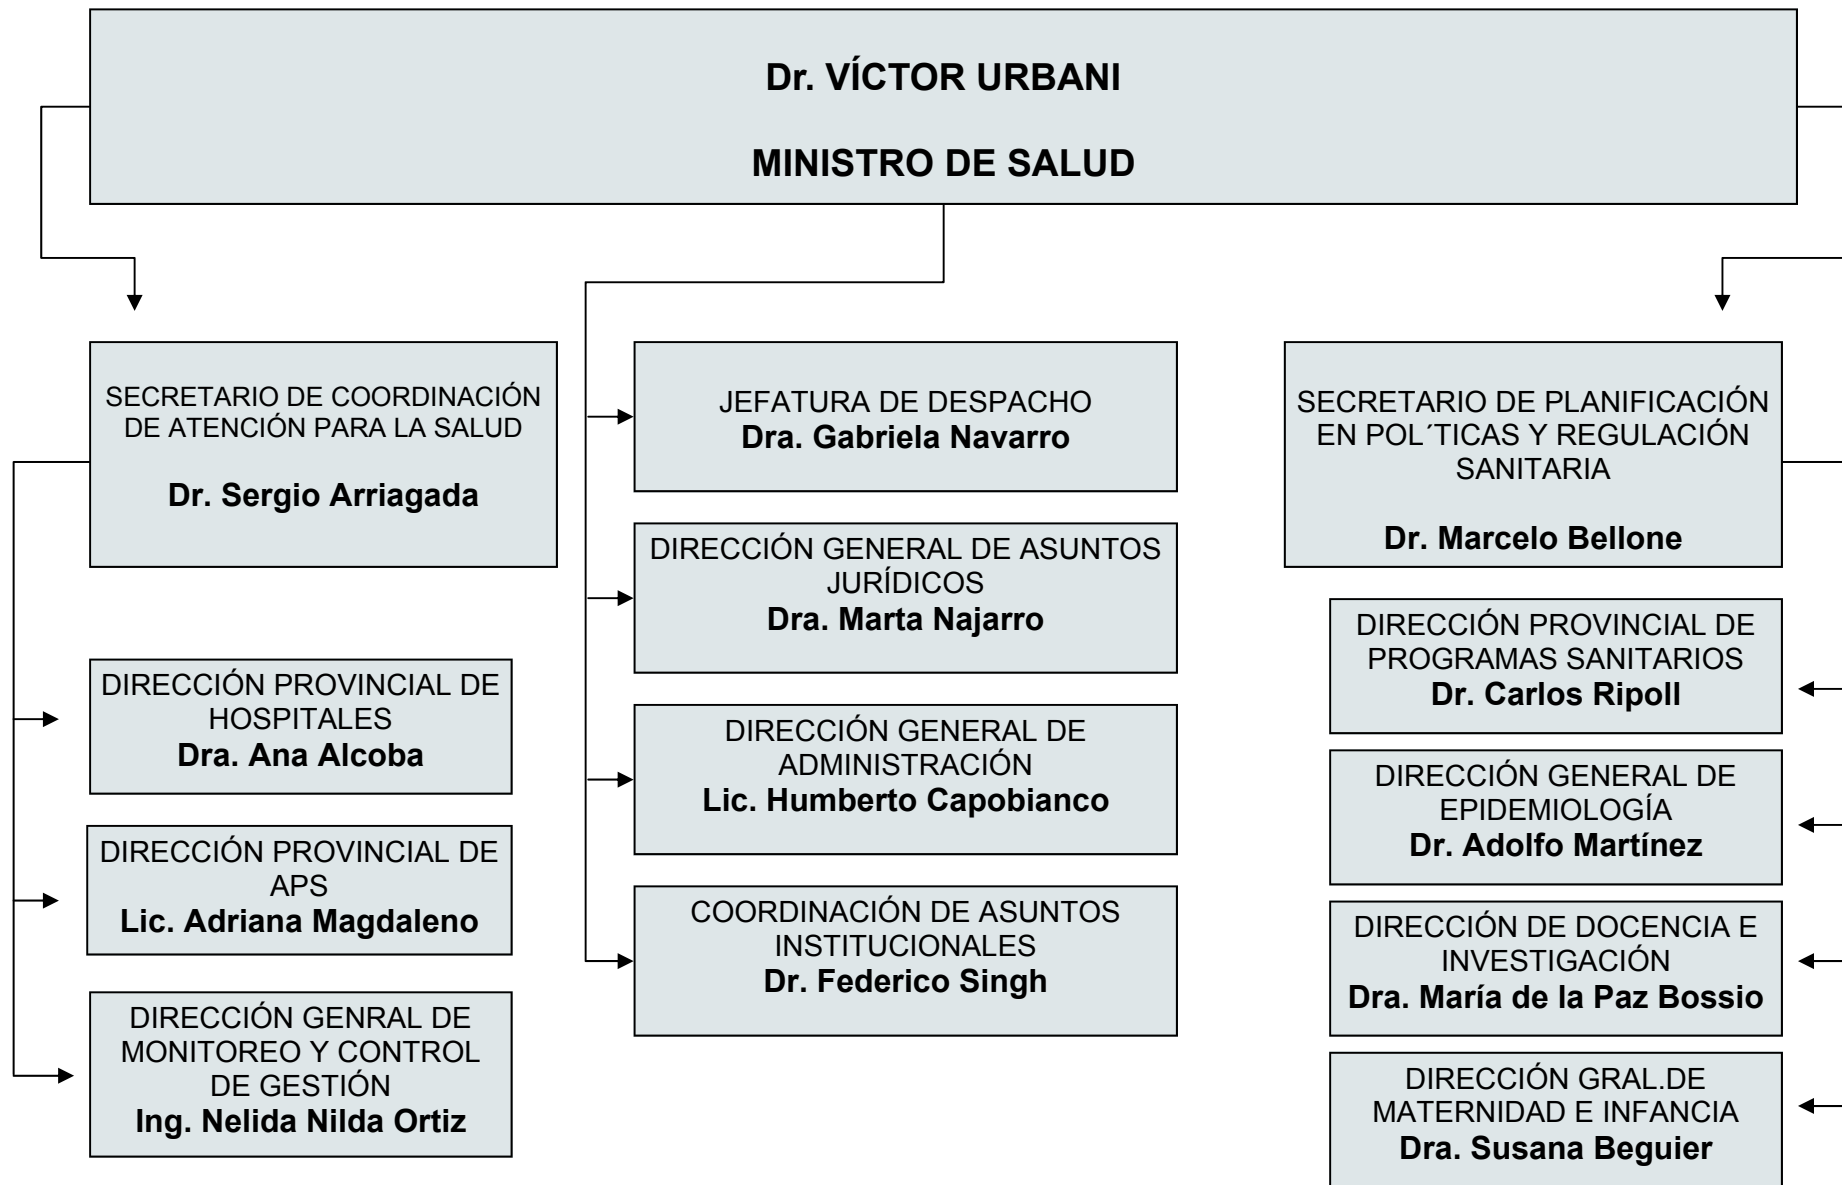 Dr. VÍCTOR URBANI
MINISTRO DE SALUD
SECRETARIO DE COORDINACIÓN
DE ATENCIÓN PARA LA SALUD
Dr. Sergio Arriagada
DIRECCIÓN PROVINCIAL DE
HOSPITALES
Dra. Ana Alcoba
DIRECCIÓN PROVINCIAL DE
APS
Lic. Adriana Magdaleno
DIRECCIÓN GENRAL DE
MONITOREO Y CONTROL
DE GESTIÓN
Ing. Nelida Nilda Ortiz
JEFATURA DE DESPACHO
Dra. Gabriela Navarro
DIRECCIÓN GENERAL DE ASUNTOS
JURÍDICOS
Dra. Marta Najarro
DIRECCIÓN GENERAL DE
ADMINISTRACIÓN
Lic. Humberto Capobianco
COORDINACIÓN DE ASUNTOS
INSTITUCIONALES
Dr. Federico Singh
SECRETARIO DE PLANIFICACIÓN
EN POL´TICAS Y REGULACIÓN
SANITARIA
Dr. Marcelo Bellone
DIRECCIÓN PROVINCIAL DE
PROGRAMAS SANITARIOS
Dr. Carlos Ripoll
DIRECCIÓN GENERAL DE
EPIDEMIOLOGÍA
Dr. Adolfo Martínez
DIRECCIÓN DE DOCENCIA E
INVESTIGACIÓN
Dra. María de la Paz Bossio
DIRECCIÓN GRAL.DE
MATERNIDAD E INFANCIA
Dra. Susana Beguier